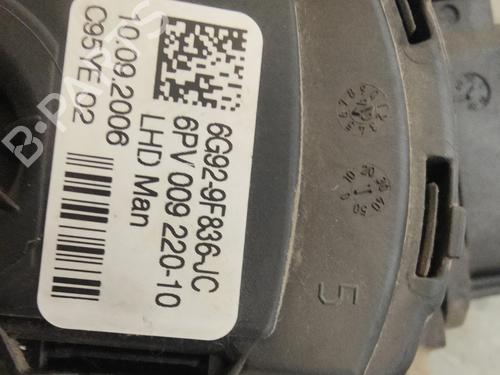 6G92-9F836-JC
6PV 009 220-10
LHD Man
10.09.2006
C95YE 02
B-PARTS
5